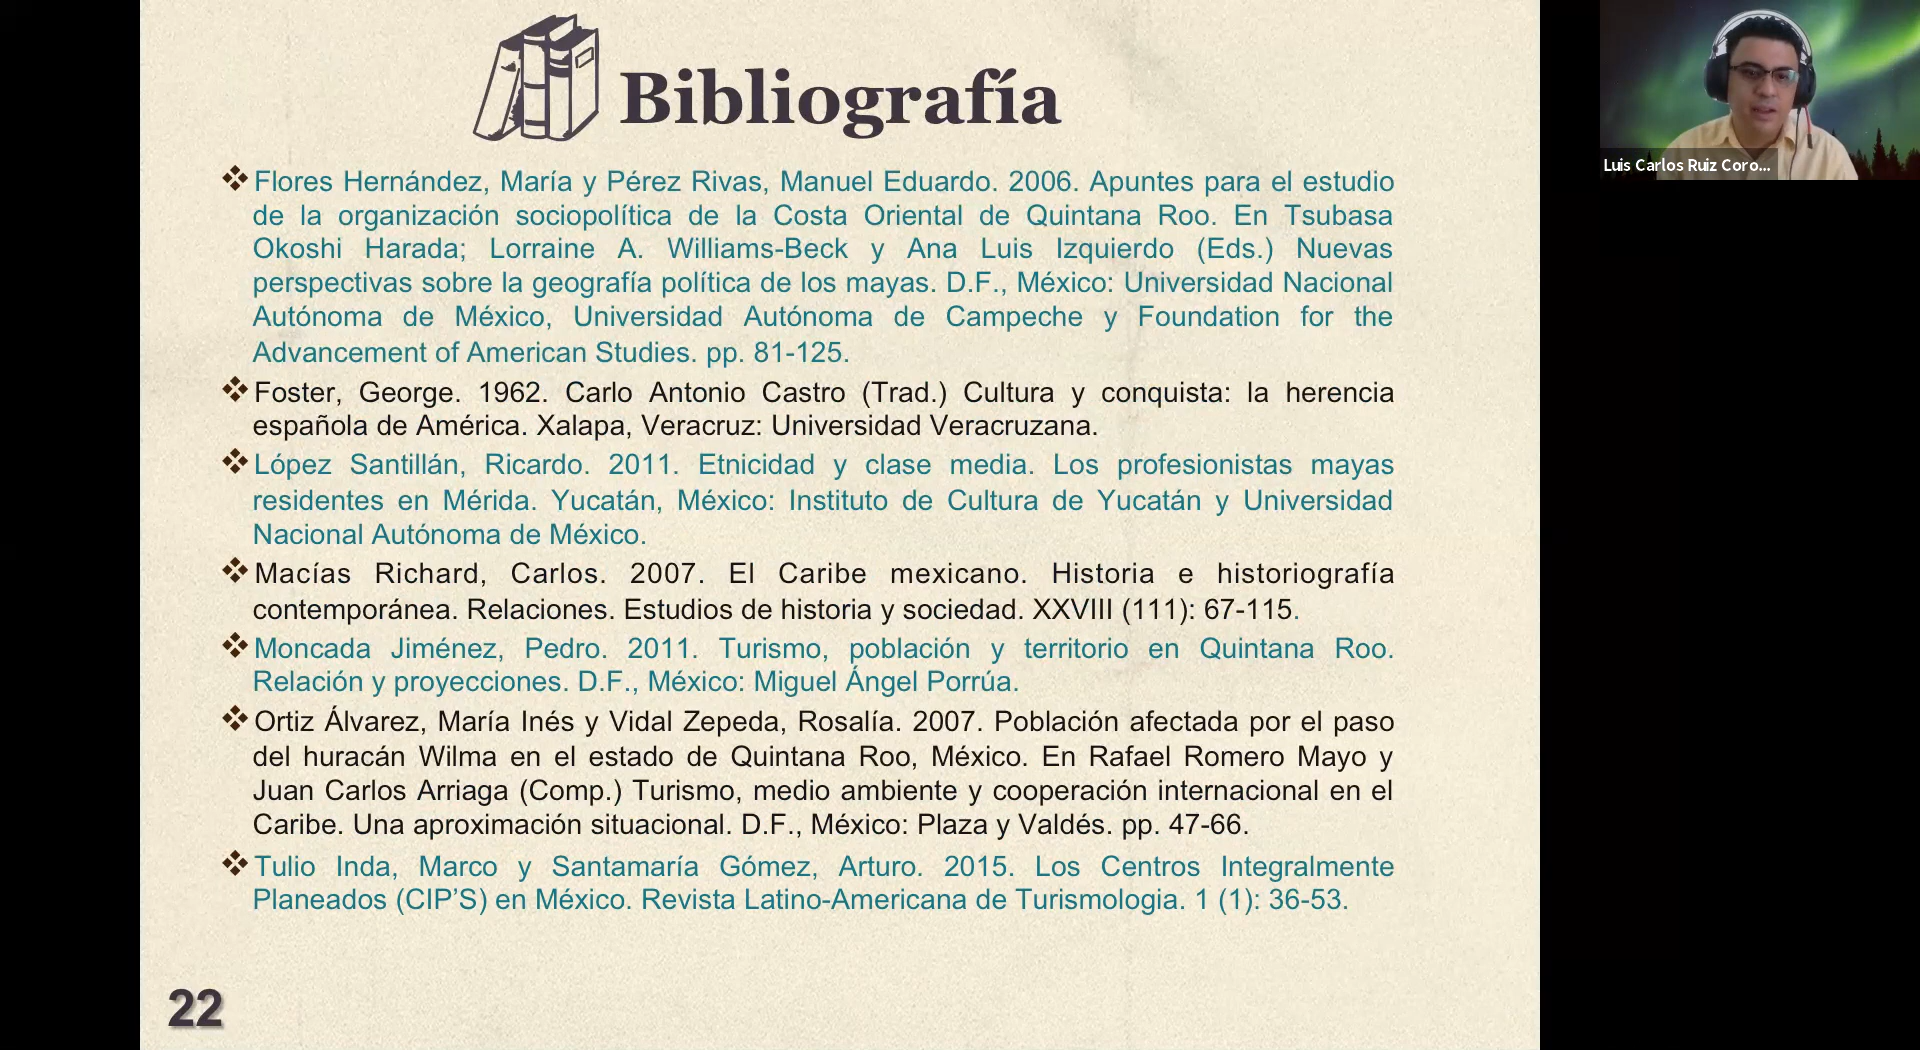 Bibliografía
Flores Hernández, María y Pérez Rivas, Manuel Eduardo. 2006. Apuntes para el estudio
de la organización sociopolítica de la Costa Oriental de Quintana Roo. En Tsubasa
Okoshi Harada; Lorraine A. Williams-Beck y Ana Luis Izquierdo (Eds.) Nuevas
perspectivas sobre la geografía política de los mayas. D.F., México: Universidad Nacional
Autónoma de México, Universidad Autónoma de Campeche y Foundation for the
Advancement of American Studies. pp. 81-125.
Foster, George. 1962. Carlo Antonio Castro (Trad.) Cultura y conquista: la herencia
española de América. Xalapa, Veracruz: Universidad Veracruzana.
López Santillán, Ricardo. 2011. Etnicidad y clase media. Los profesionistas mayas
residentes en Mérida. Yucatán, México: Instituto de Cultura de Yucatán y Universidad
Nacional Autónoma de México.
Macías Richard, Carlos. 2007. El Caribe mexicano. Historia e historiografía
contemporánea. Relaciones. Estudios de historia y sociedad. XXVIII (111): 67-115.
Moncada Jiménez, Pedro. 2011. Turismo, población y territorio en Quintana Roo.
Relación y proyecciones. D.F., México: Miguel Ángel Porrúa.
Ortiz Álvarez, María Inés y Vidal Zepeda, Rosalía. 2007. Población afectada por el paso
del huracán Wilma en el estado de Quintana Roo, México. En Rafael Romero Mayo y
Juan Carlos Arriaga (Comp.) Turismo, medio ambiente y cooperación internacional en el
Caribe. Una aproximación situacional. D.F., México: Plaza y Valdés. pp. 47-66.
Tulio Inda, Marco y Santamaría Gómez, Arturo. 2015. Los Centros Integralmente
Planeados (CIP’S) en México. Revista Latino-Americana de Turismologia. 1 (1): 36-53.
22
Luis Carlos Ruiz Coro...